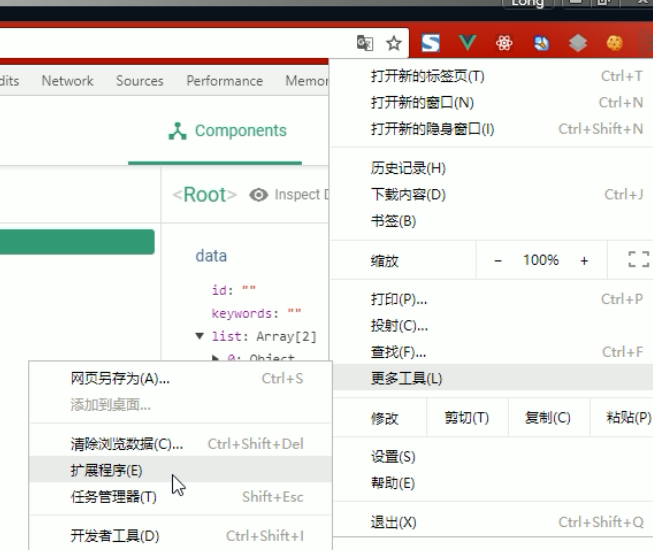 Long
dits Network Sources Performance Memor
Components
<Root> Inspect D
data
id: ""
keywords: ""
list: Array[2]
0: Object
打开新的标签页(T) Ctrl+T
打开新的窗口(N) Ctrl+N
打开新的隐身窗口(I) Ctrl+Shift+N
历史记录(H)
下载内容(D) Ctrl+J
书签(B)
缩放 - 100% +
打印(P)... Ctrl+P
投射(C)...
查找(F)... Ctrl+F
更多工具(L)
修改 剪切(T) 复制(C) 粘贴(P)
设置(S)
帮助(E)
退出(X) Ctrl+Shift+Q
网页另存为(A)... Ctrl+S
添加到桌面...
清除浏览数据(C)... Ctrl+Shift+Del
扩展程序(E)
任务管理器(T) Shift+Esc
开发者工具(D) Ctrl+Shift+I